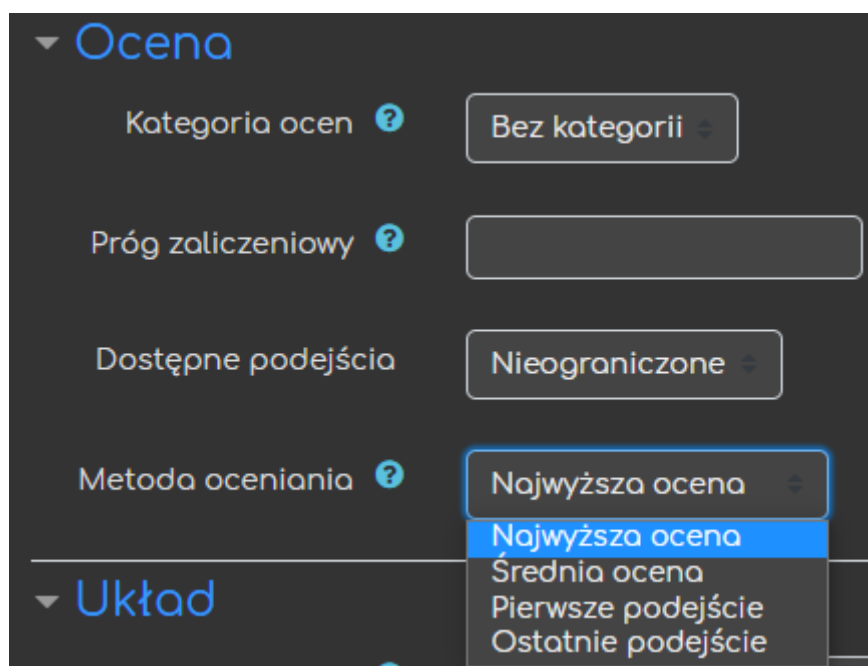 Ocena
Kategoria ocen ? Bez kategorii
Próg zaliczeniowy ?
Dostępne podejścia Nieograniczone
Metoda oceniania ? Najwyższa ocena
Najwyższa ocena
Średnia ocena
Pierwsze podejście
Ostatnie podejście
Układ